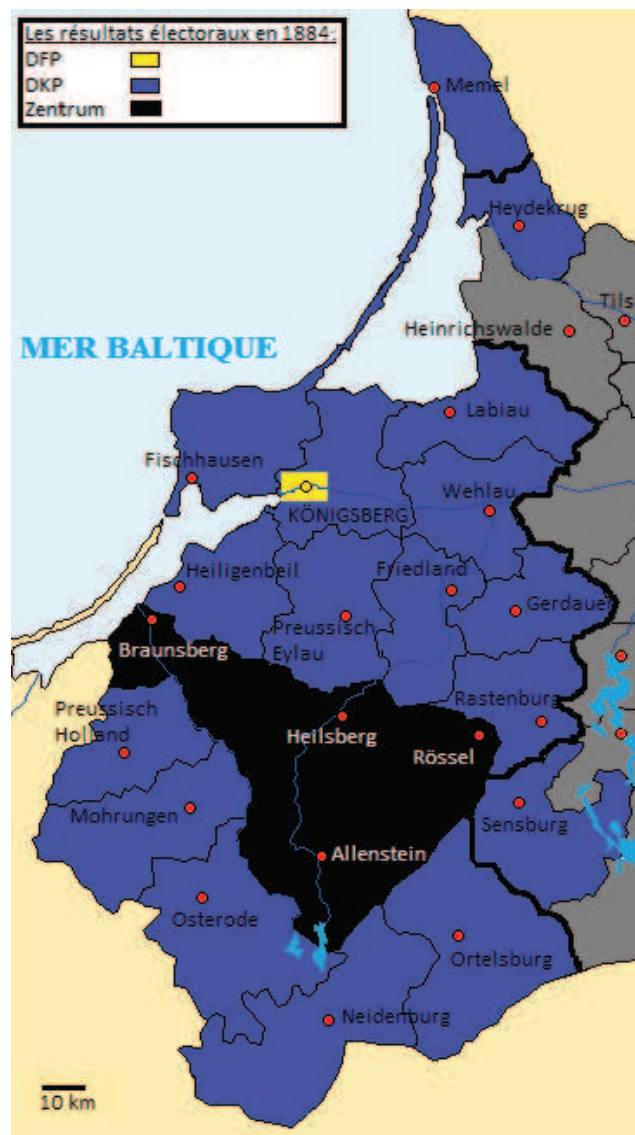 Les résultats électoraux en 1884:
DFP
DKP
Zentrum
Memel
Heydekrug
Tils
Heinrichswalde
MER BALTIQUE
Labiau
Fischhausen
Wehlau
KÖNIGSBERG
Heiligenbeil
Friedland
Gerdauen
Preussisch
Eylau
Braunsberg
Rastenburg
Preussisch
Holland
Heilsberg
Rössel
Mohrungen
Sensburg
Allenstein
Osterode
Ortelsburg
Neidenburg
10 km